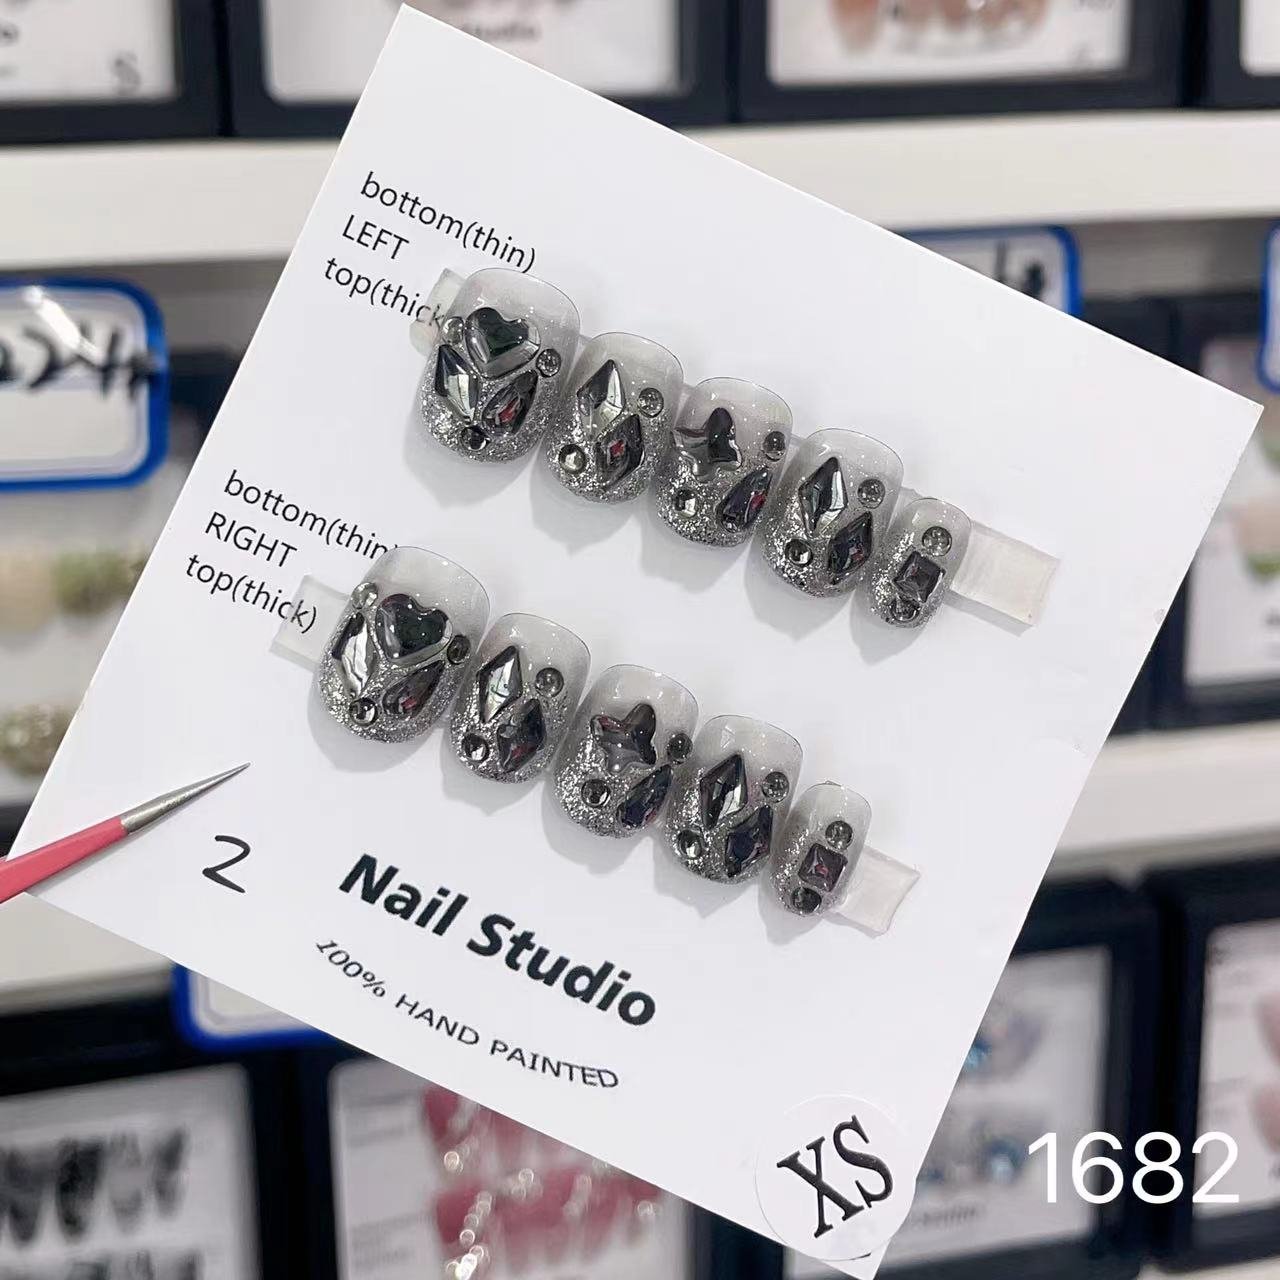 bottom(thin)
LEFT
top(thick
bottom(thin
RIGHT
top(thick)
2
Nail Studio
100% HAND PAINTED
XS
1682